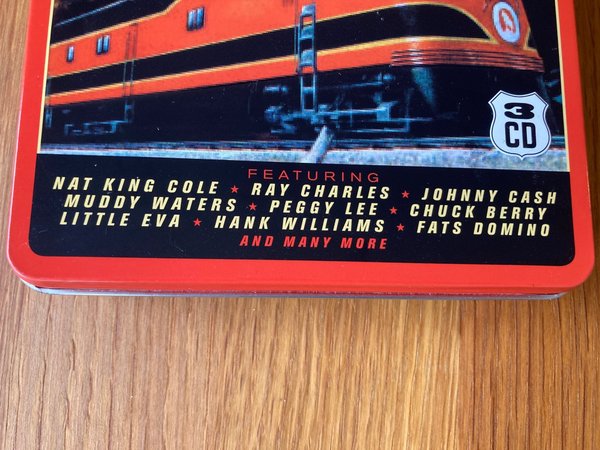 3
CD
FEATURING
NAT KING COLE ★ RAY CHARLES ★ JOHNNY CASH
MUDDY WATERS ★ PEGGY LEE ★ CHUCK BERRY
LITTLE EVA ★ HANK WILLIAMS ★ FATS DOMINO
AND MANY MORE